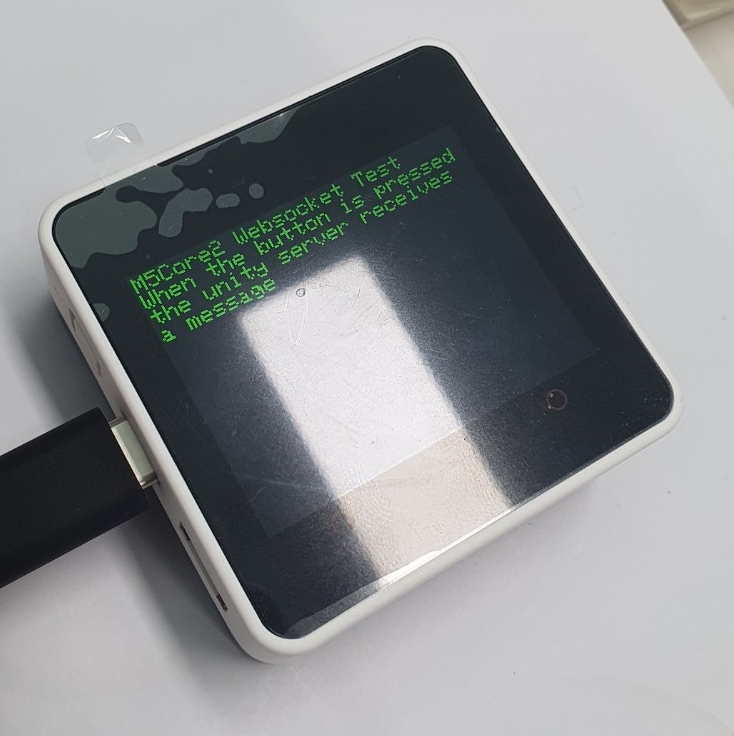 M5Core2 Websocket Test
When the button is pressed
the unity server receives
a message